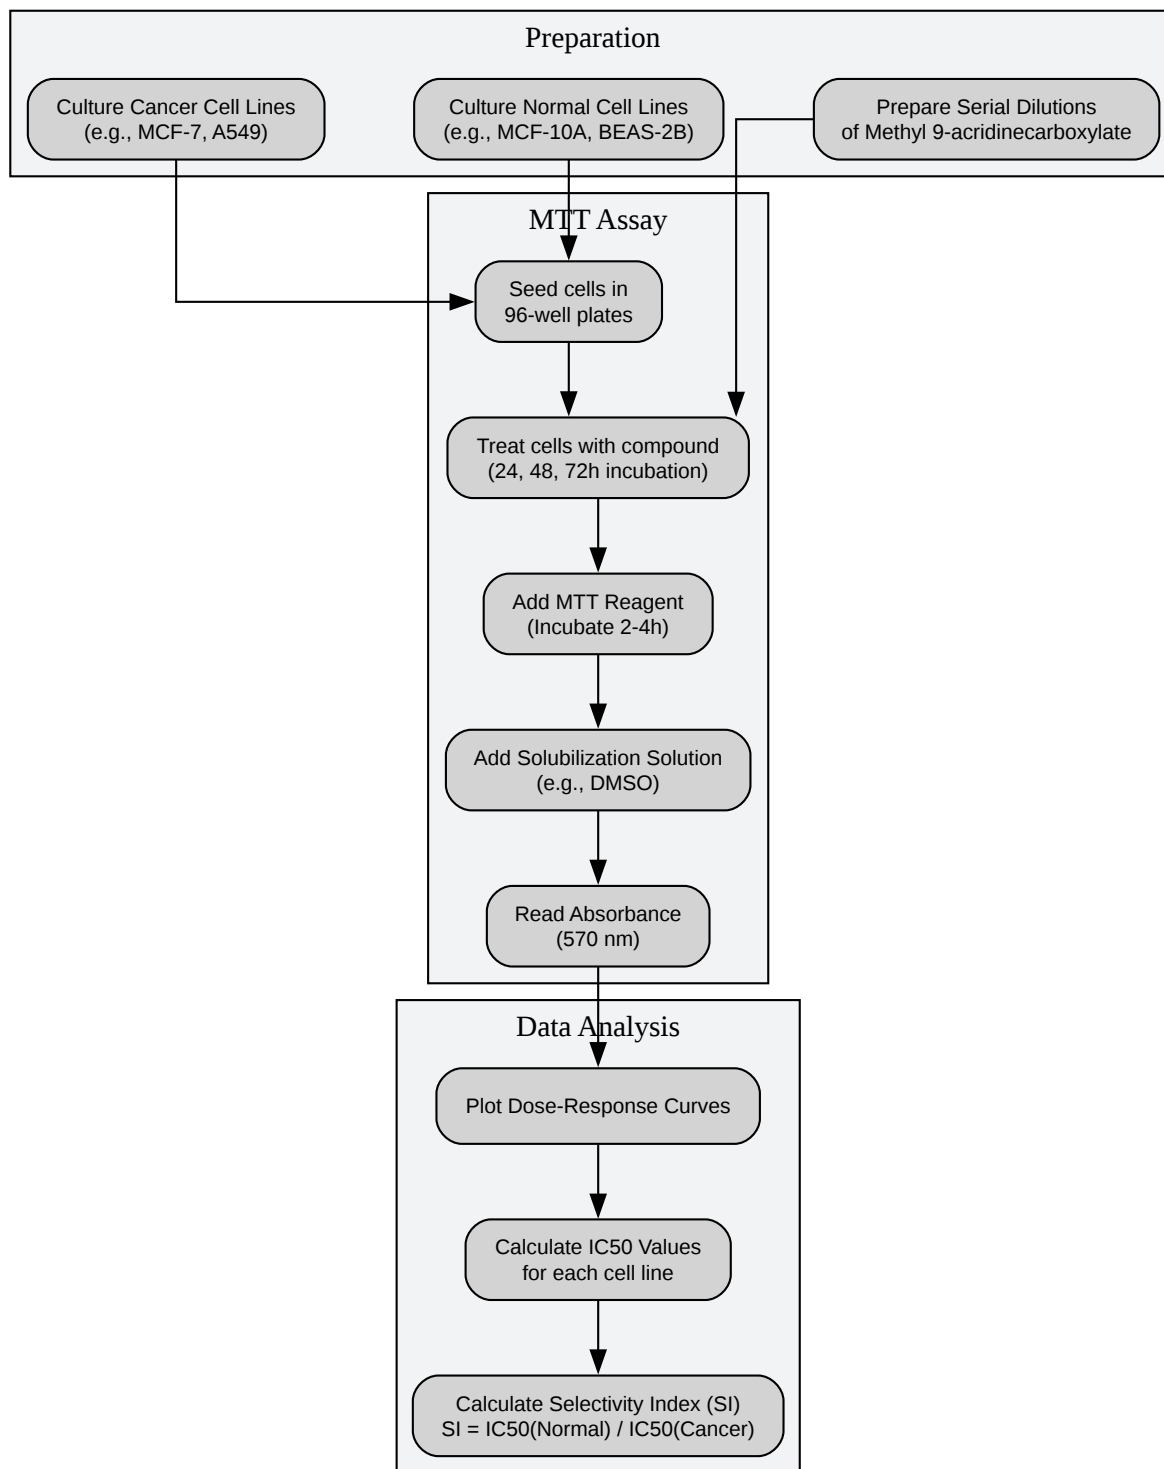 Preparation
Culture Cancer Cell Lines
(e.g., MCF-7, A549)
Culture Normal Cell Lines
(e.g., MCF-10A, BEAS-2B)
Prepare Serial Dilutions
of Methyl 9-acridinecarboxylate
MTT Assay
Seed cells in
96-well plates
Treat cells with compound
(24, 48, 72h incubation)
Add MTT Reagent
(Incubate 2-4h)
Add Solubilization Solution
(e.g., DMSO)
Read Absorbance
(570 nm)
Data Analysis
Plot Dose-Response Curves
Calculate IC50 Values
for each cell line
Calculate Selectivity Index (SI)
SI = IC50(Normal) / IC50(Cancer)